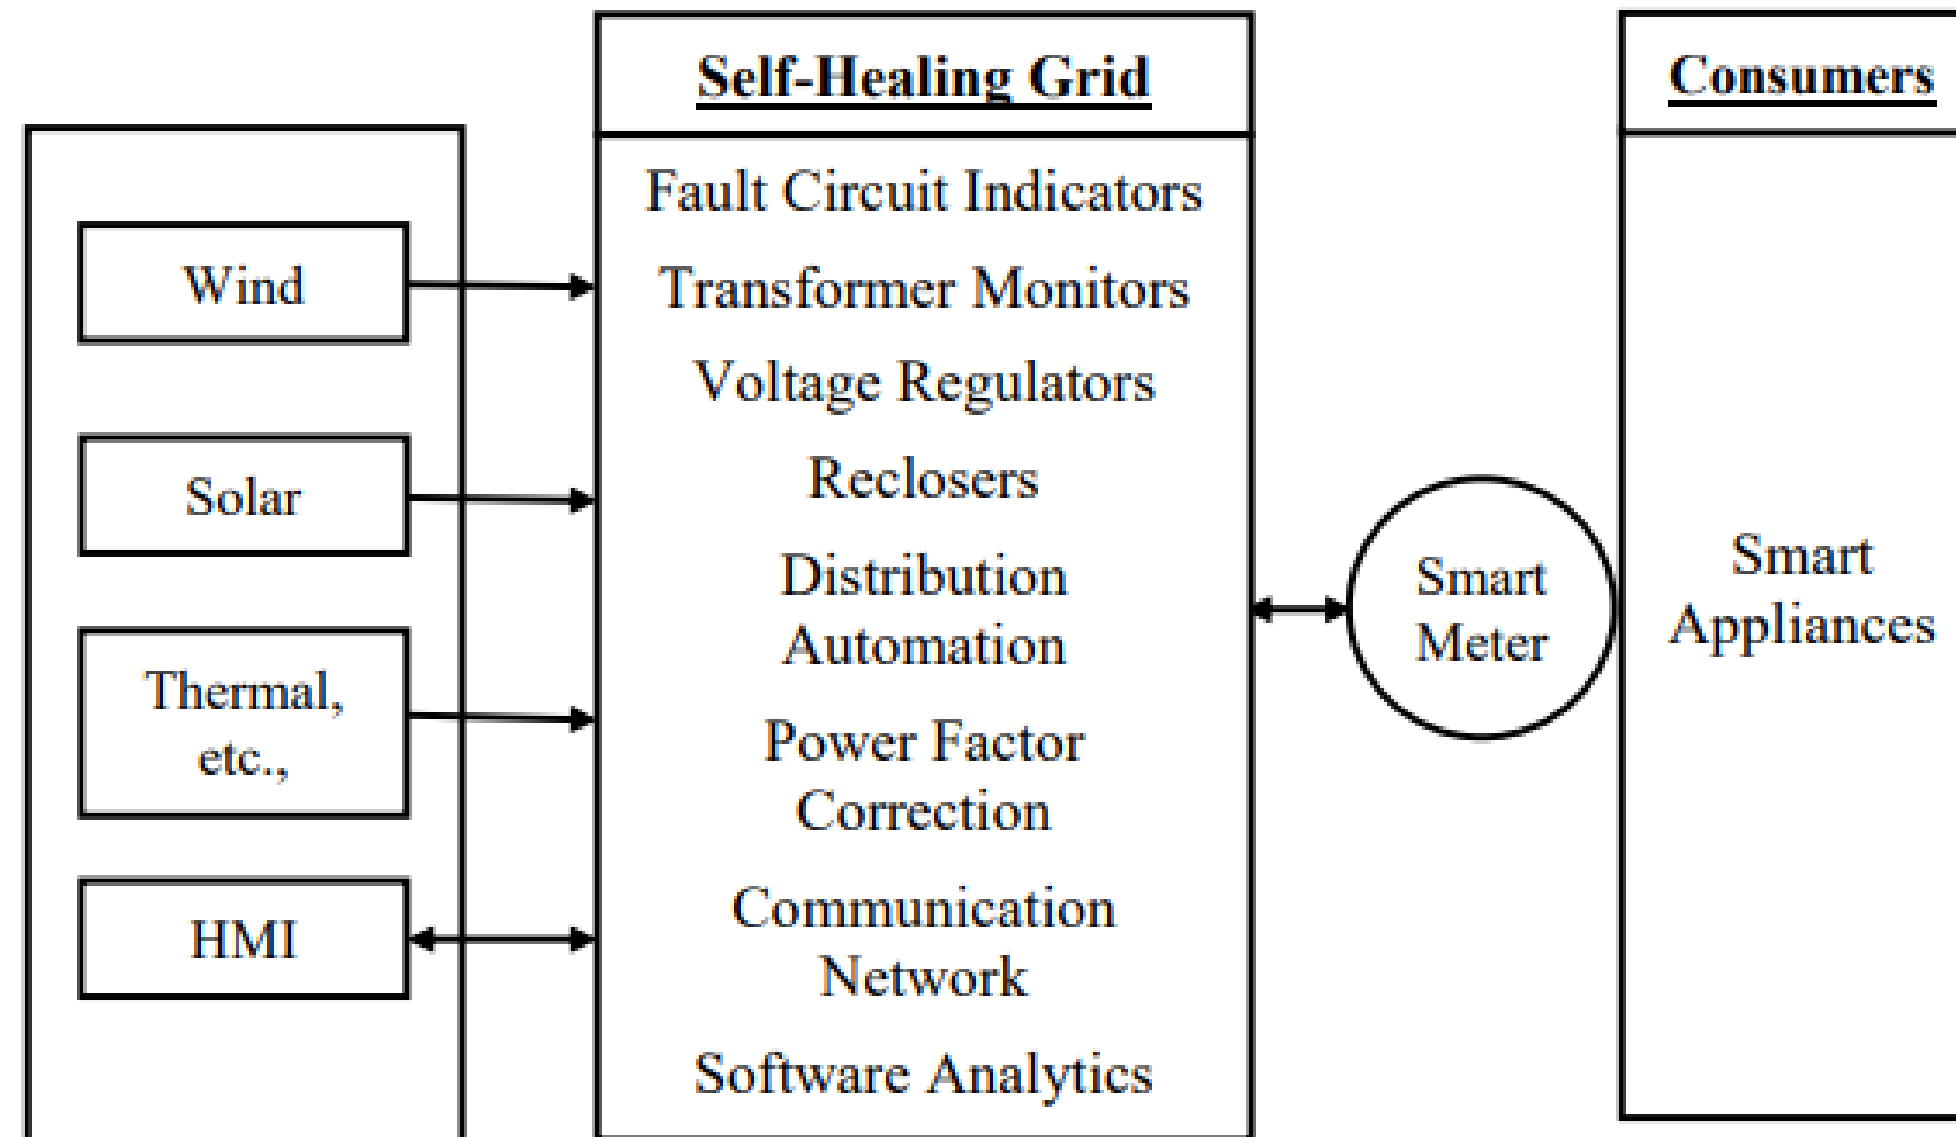 Wind
Solar
Thermal,
etc.,
HMI
Self-Healing Grid
Fault Circuit Indicators
Transformer Monitors
Voltage Regulators
Reclosers
Distribution
Automation
Power Factor
Correction
Communication
Network
Software Analytics
Smart
Meter
Consumers
Smart
Appliances